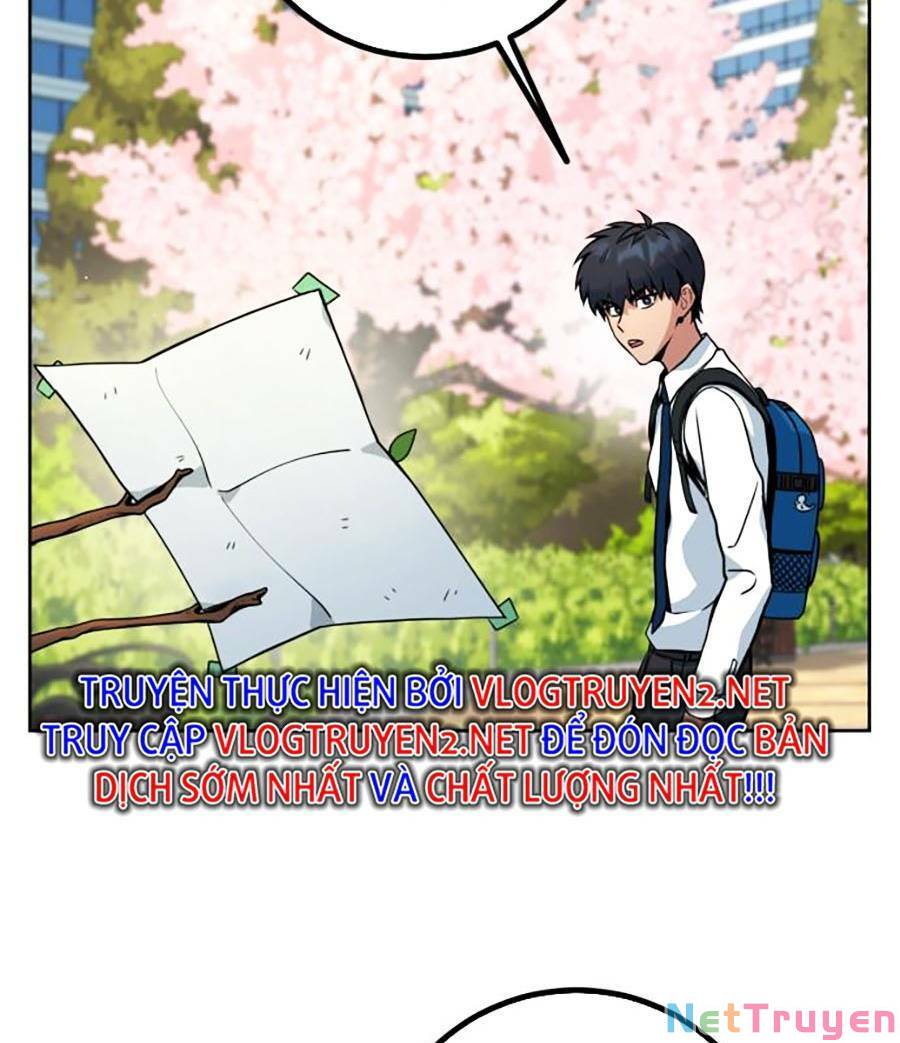 TRUYỆN THỰC HIỆN BỞI VLOGTRUYEN2.NET
TRUY CẬP VLOGTRUYEN2.NET ĐỂ ĐÓN ĐỌC BẢN
DỊCH SỚM NHẤT VÀ CHẤT LƯỢNG NHẤT!!!
NetTruyen